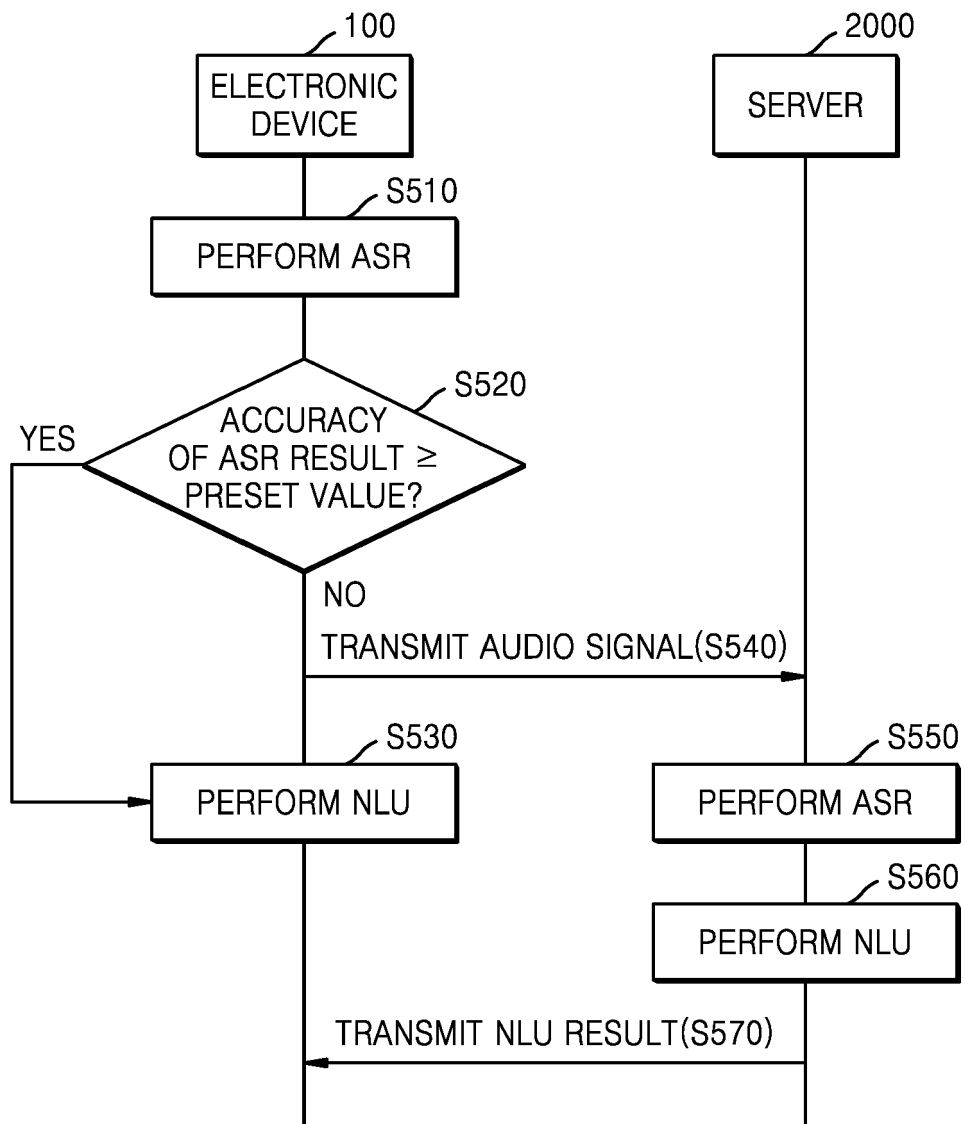 100
2000
ELECTRONIC
DEVICE
SERVER
S510
PERFORM ASR
S520
ACCURACY
OF ASR RESULT ≥
PRESET VALUE?
YES
NO
TRANSMIT AUDIO SIGNAL(S540)
S530
PERFORM NLU
S550
PERFORM ASR
S560
PERFORM NLU
TRANSMIT NLU RESULT(S570)